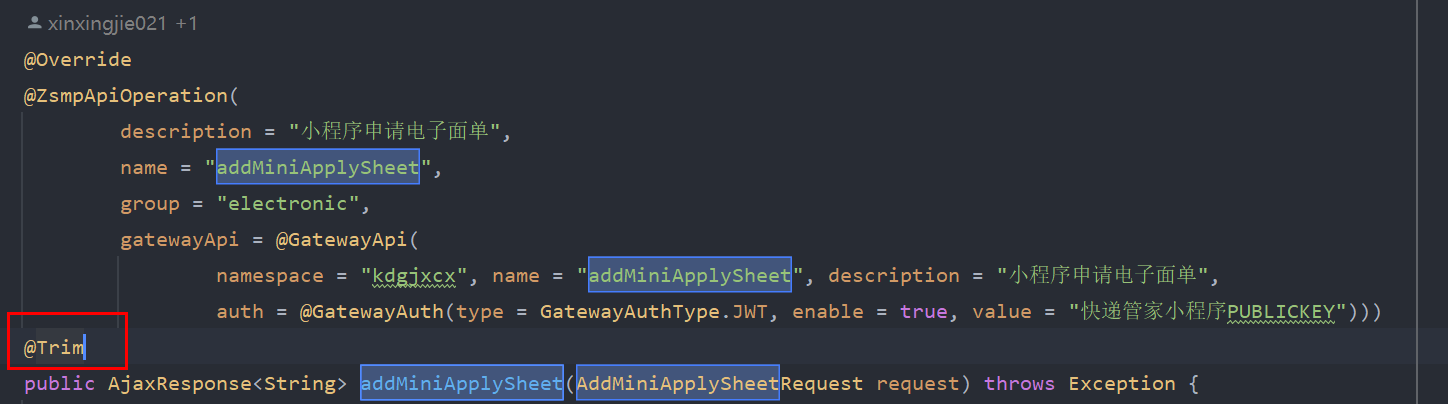 xinxingjie021 +1
@Override
@ZsmpApiOperation(
description = "小程序申请电子面单",
name = "addMiniApplySheet",
group = "electronic",
gatewayApi = @GatewayApi(
namespace = "kdgjxcx", name = "addMiniApplySheet", description = "小程序申请电子面单",
auth = @GatewayAuth(type = GatewayAuthType.JWT, enable = true, value = "快递管家小程序PUBLICKEY")))
@Trim
public AjaxResponse<String> addMiniApplySheet(AddMiniApplySheetRequest request) throws Exception {